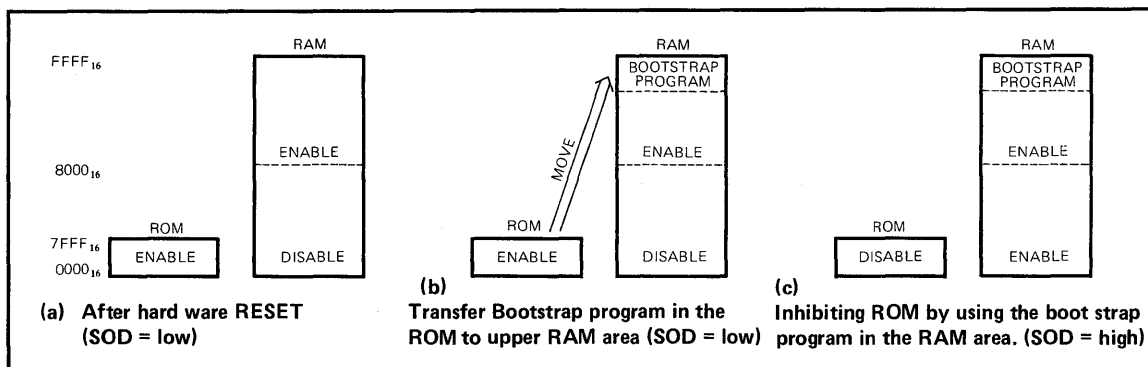 RAM
FFFF₁₆
ENABLE
8000₁₆
ROM
7FFF₁₆
ENABLE
DISABLE
0000₁₆
(a) After hard ware RESET
(SOD = low)
RAM
BOOTSTRAP
PROGRAM
MOVE
ENABLE
ROM
ENABLE
DISABLE
(b)
Transfer Bootstrap program in the
ROM to upper RAM area (SOD = low)
RAM
BOOTSTRAP
PROGRAM
ENABLE
ROM
DISABLE
ENABLE
(c)
Inhibiting ROM by using the boot strap
program in the RAM area. (SOD = high)